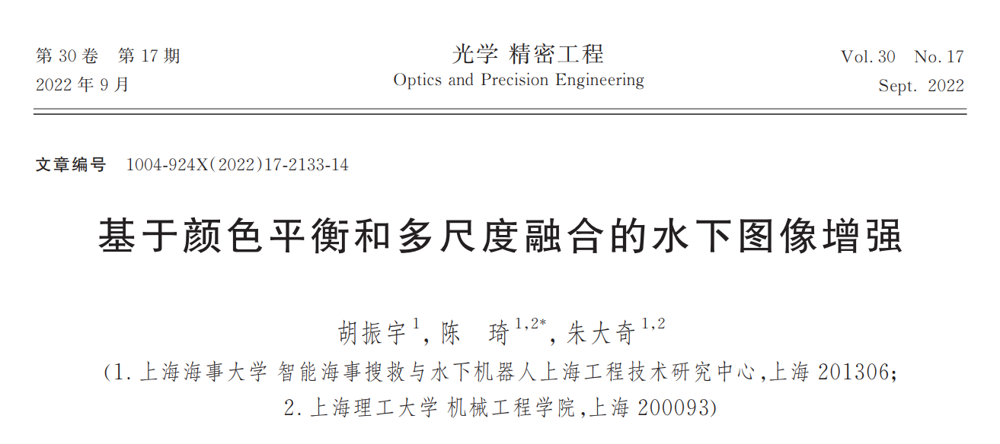 第 30 卷 第 17 期 光学 精密工程 Vol. 30 No. 17
2022 年 9 月 Optics and Precision Engineering Sept. 2022
文章编号 1004-924X(2022)17-2133-14
基于颜色平衡和多尺度融合的水下图像增强
胡振宇1, 陈 琦1,2*, 朱大奇1,2
(1. 上海海事大学 智能海事搜救与水下机器人上海工程技术研究中心,上海 201306;
2. 上海理工大学 机械工程学院,上海 200093)